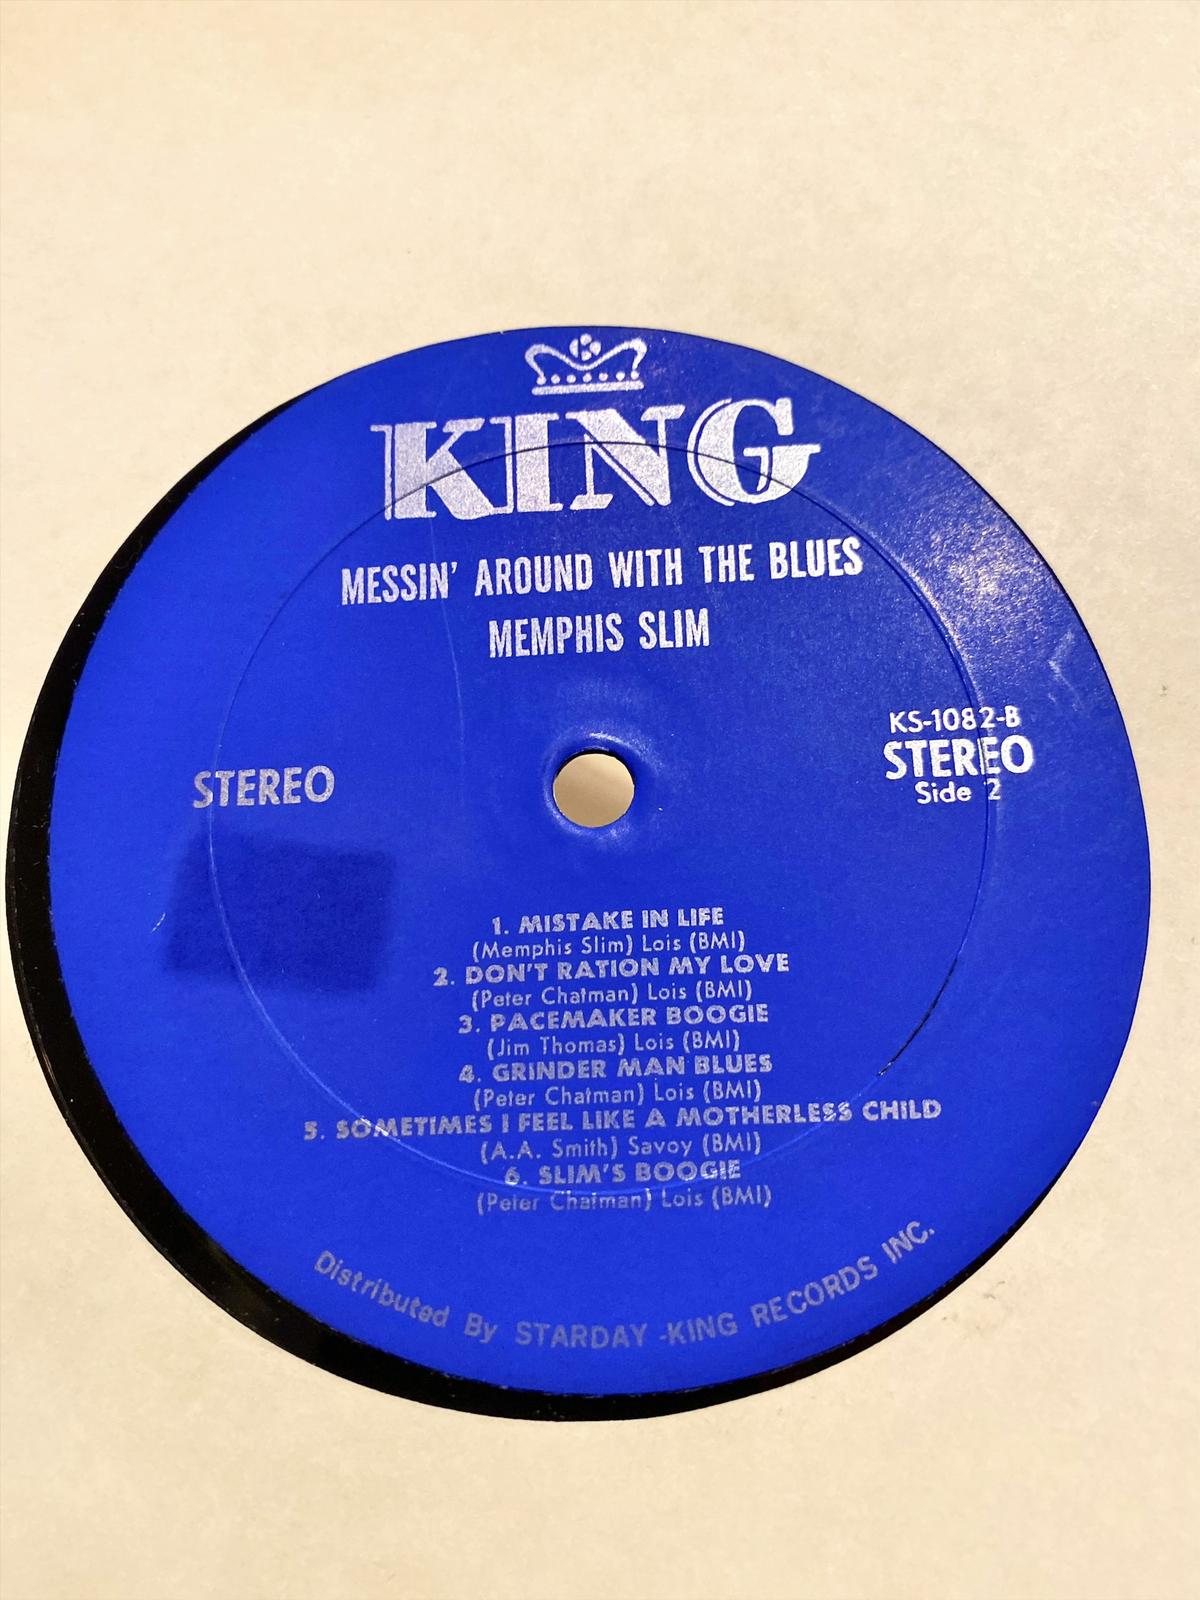 K
KING
MESSIN' AROUND WITH THE BLUES
MEMPHIS SLIM
KS-1082-B
STEREO
Side 2
STEREO
1. MISTAKE IN LIFE
(Memphis Slim) Lois (BMI)
2. DON'T RATION MY LOVE
(Peter Chatman) Lois (BMI)
3. PACEMAKER BOOGIE
(Jim Thomas) Lois (BMI)
4. GRINDER MAN BLUES
(Peter Chatman) Lois (BMI)
5. SOMETIMES I FEEL LIKE A MOTHERLESS CHILD
(A.A. Smith) Savoy (BMI)
6. SLIM'S BOOGIE
(Peter Chatman) Lois (BMI)
Distributed By STARDAY-KING RECORDS INC.